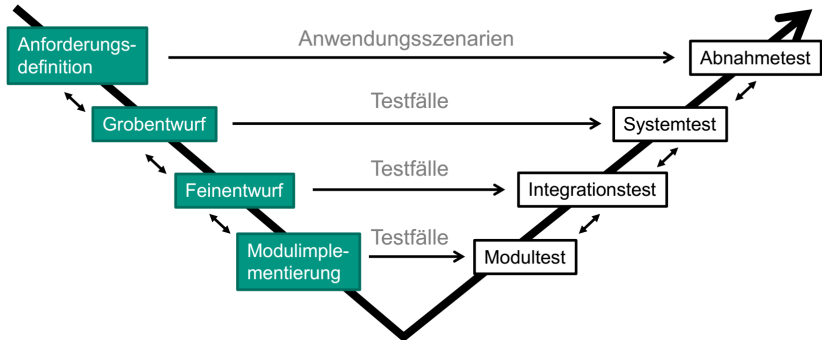 Anforderungs-
definition
Anwendungsszenarien
Abnahmetest
Grobentwurf
Testfälle
Systemtest
Feinentwurf
Testfälle
Integrationstest
Modulimple-
mentierung
Testfälle
Modultest